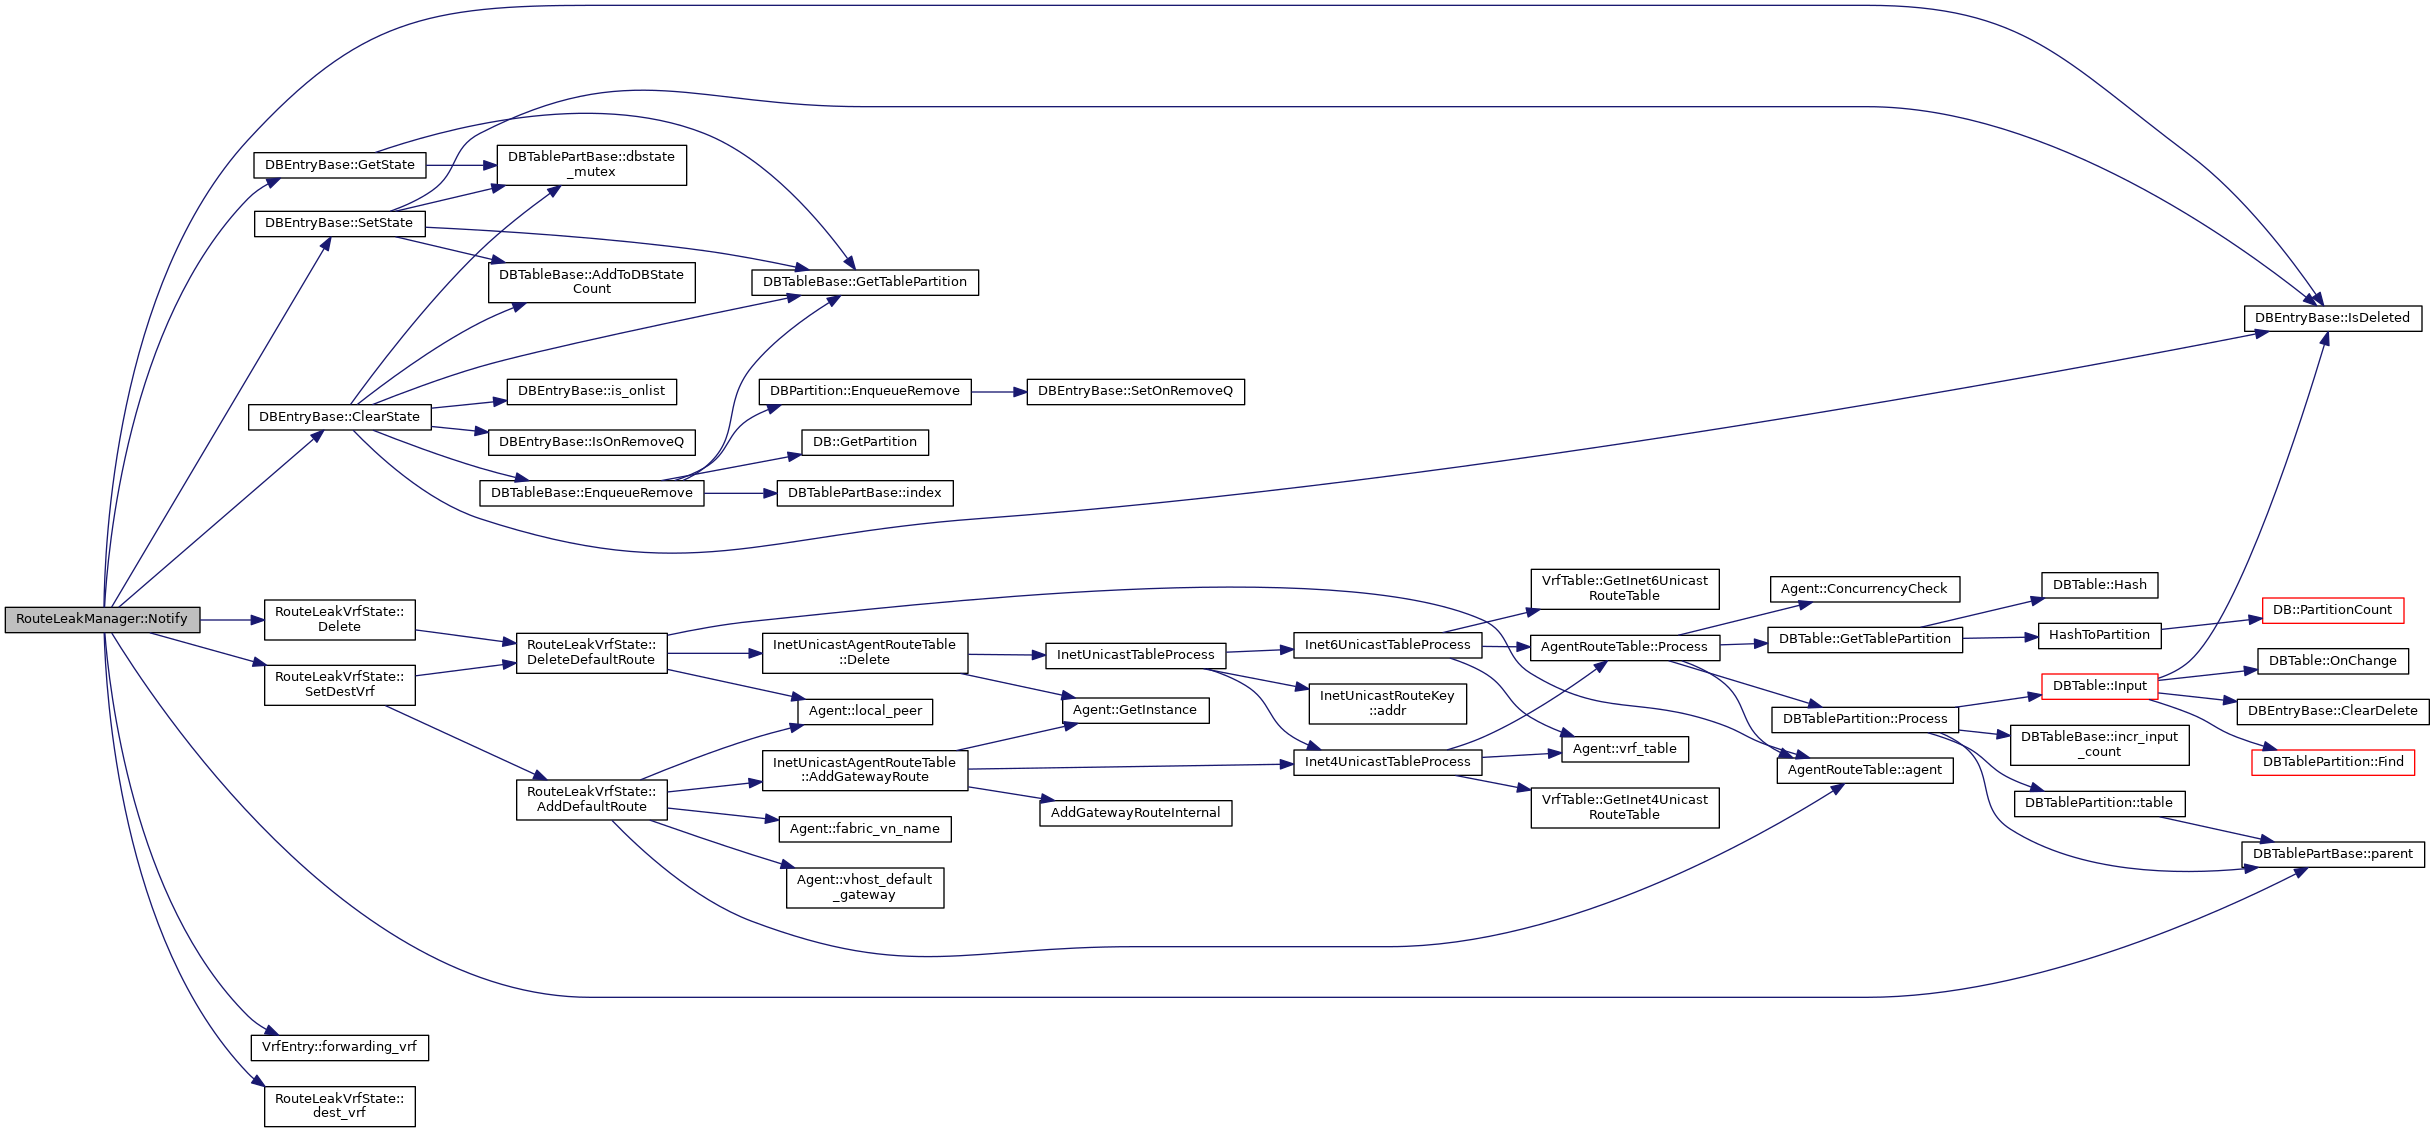 RouteLeakManager::Notify
DBEntryBase::GetState
DBEntryBase::SetState
DBEntryBase::ClearState
RouteLeakVrfState::
Delete
RouteLeakVrfState::
SetDestVrf
VrfEntry::forwarding_vrf
RouteLeakVrfState::
dest_vrf
DBTablePartBase::dbstate
_mutex
DBTableBase::AddToDBState
Count
DBEntryBase::is_onlist
DBEntryBase::IsOnRemoveQ
DBTableBase::EnqueueRemove
RouteLeakVrfState::
DeleteDefaultRoute
RouteLeakVrfState::
AddDefaultRoute
DBTableBase::GetTablePartition
DBPartition::EnqueueRemove
DB::GetPartition
DBTablePartBase::index
InetUnicastAgentRouteTable
::Delete
Agent::local_peer
InetUnicastAgentRouteTable
::AddGatewayRoute
Agent::fabric_vn_name
Agent::vhost_default
_gateway
DBEntryBase::SetOnRemoveQ
InetUnicastTableProcess
Agent::GetInstance
AddGatewayRouteInternal
Inet6UnicastTableProcess
InetUnicastRouteKey
::addr
Inet4UnicastTableProcess
VrfTable::GetInet6Unicast
RouteTable
AgentRouteTable::Process
Agent::vrf_table
VrfTable::GetInet4Unicast
RouteTable
Agent::ConcurrencyCheck
DBTable::GetTablePartition
DBTablePartition::Process
AgentRouteTable::agent
DBTable::Hash
HashToPartition
DBTable::Input
DBTableBase::incr_input
_count
DBTablePartition::table
DBEntryBase::IsDeleted
DB::PartitionCount
DBTable::OnChange
DBEntryBase::ClearDelete
DBTablePartition::Find
DBTablePartBase::parent